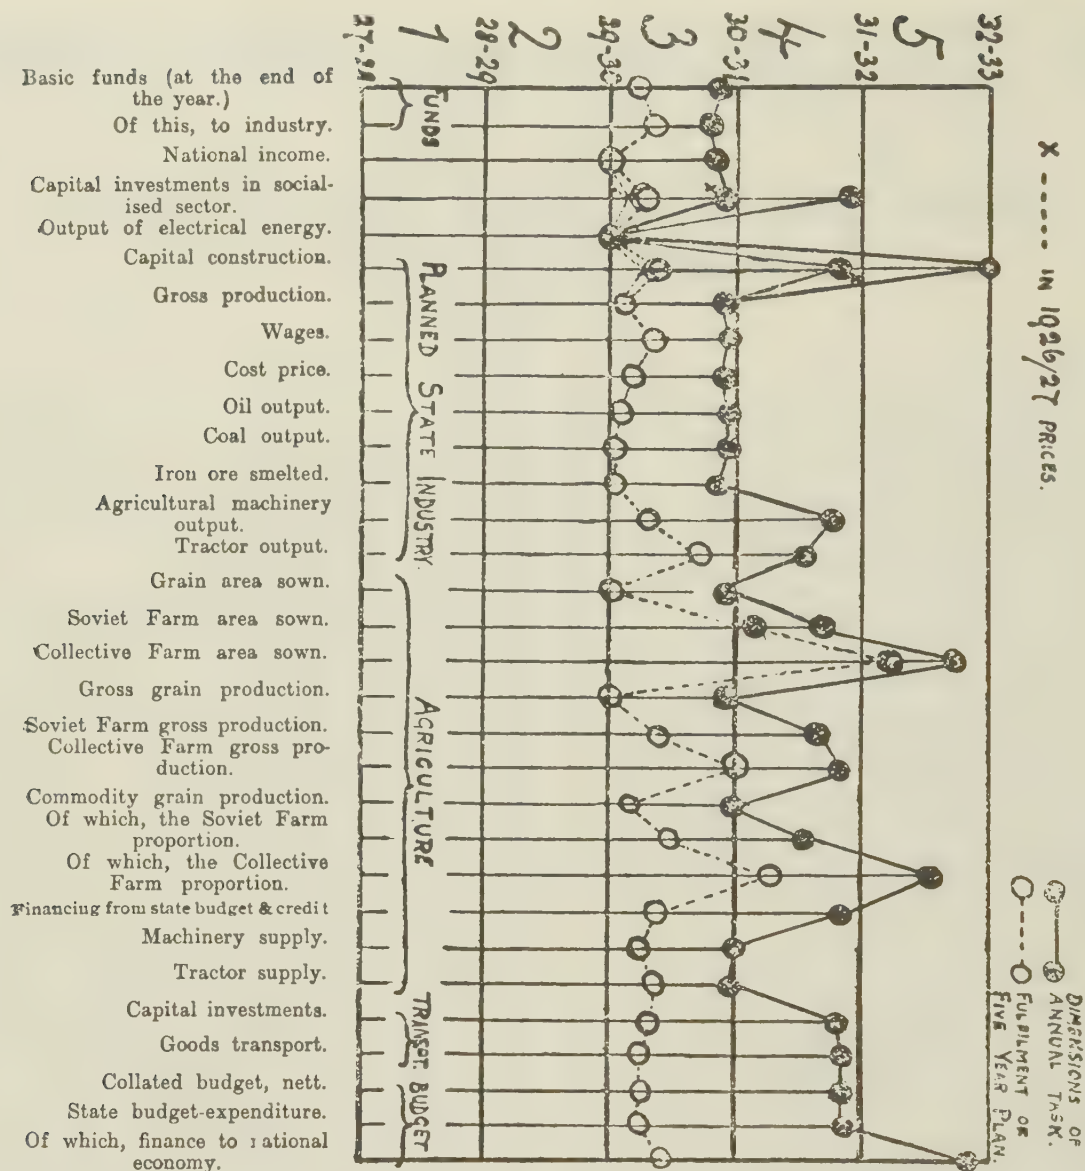 27-28
1
28-29
2
29-30
3
30-31
4
31-32
5
32-33
Basic funds (at the end of
the year.)
Of this, to industry.
National income.
Capital investments in social-
ised sector.
Output of electrical energy.
Capital construction.
Gross production.
Wages.
Cost price.
Oil output.
Coal output.
Iron ore smelted.
Agricultural machinery
output.
Tractor output.
Grain area sown.
Soviet Farm area sown.
Collective Farm area sown.
Gross grain production.
Soviet Farm gross production.
Collective Farm gross pro-
duction.
Commodity grain production.
Of which, the Soviet Farm
proportion.
Of which, the Collective
Farm proportion.
Financing from state budget & credit
Machinery supply.
Tractor supply.
Capital investments.
Goods transport.
Collated budget, nett.
State budget-expenditure.
Of which, finance to national
economy.
FUNDS
PLANNED STATE INDUSTRY.
AGRICULTURE
TRANSPT.
BUDGET
x
X ----- IN 1926/27 PRICES.
DIMENSIONS OF
ANNUAL TASK.
FULFILMENT OF
FIVE YEAR PLAN.